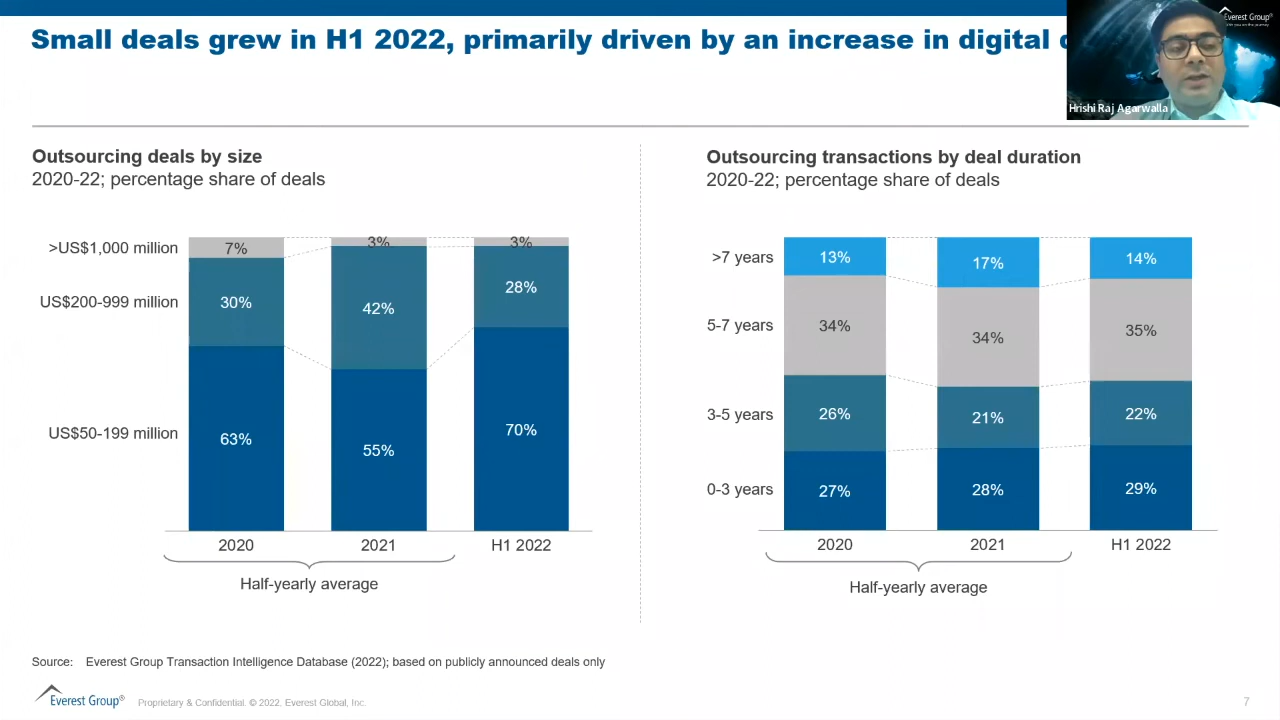 Small deals grew in H1 2022, primarily driven by an increase in digital
Everest Group®
Hrishi Raj Agarwalla
Outsourcing deals by size
2020-22; percentage share of deals
>US$1,000 million
7%
3%
3%
US$200-999 million
30%
42%
28%
US$50-199 million
63%
55%
70%
2020
2021
H1 2022
Half-yearly average
Outsourcing transactions by deal duration
2020-22; percentage share of deals
>7 years
13%
17%
14%
5-7 years
34%
34%
35%
3-5 years
26%
21%
22%
0-3 years
27%
28%
29%
2020
2021
H1 2022
Half-yearly average
Source: Everest Group Transaction Intelligence Database (2022); based on publicly announced deals only
Everest Group®
Proprietary & Confidential. © 2022, Everest Global, Inc.
7